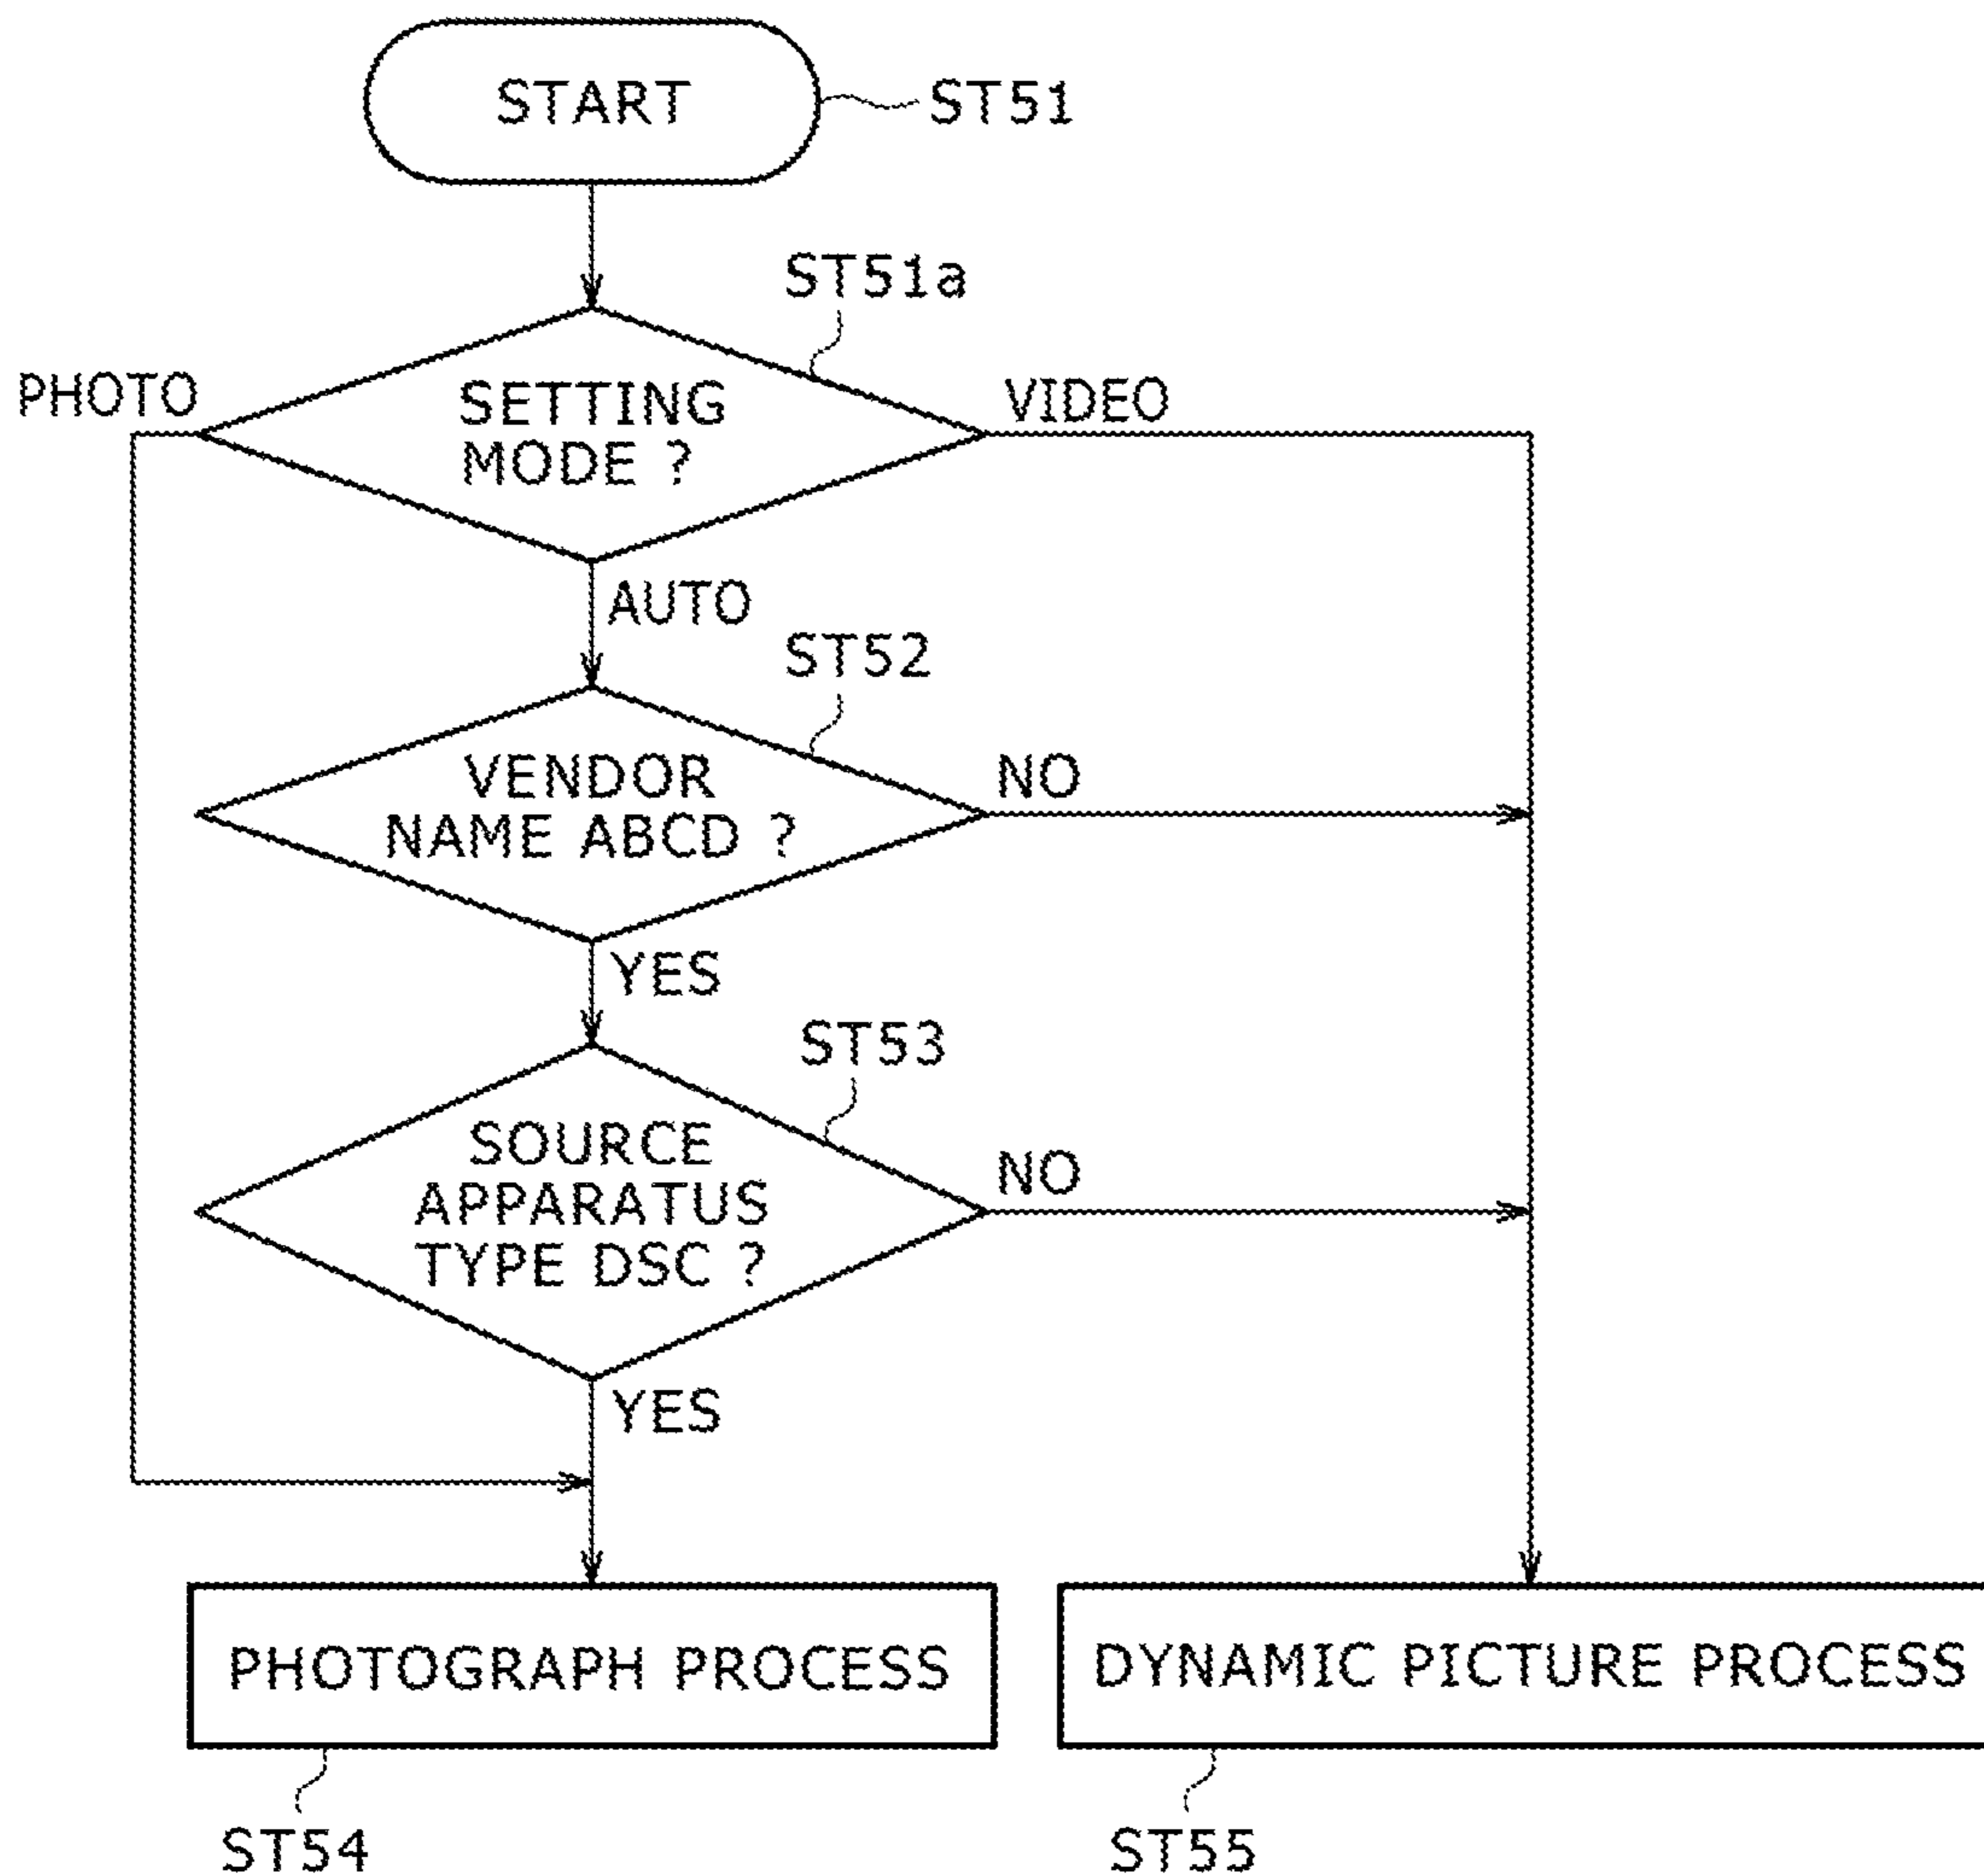 START
ST51
ST51a
PHOTO
SETTING
MODE ?
VIDEO
AUTO
ST52
VENDOR
NAME ABCD ?
NO
YES
ST53
SOURCE
APPARATUS
TYPE DSC ?
NO
YES
PHOTOGRAPH PROCESS
DYNAMIC PICTURE PROCESS
ST54
ST55